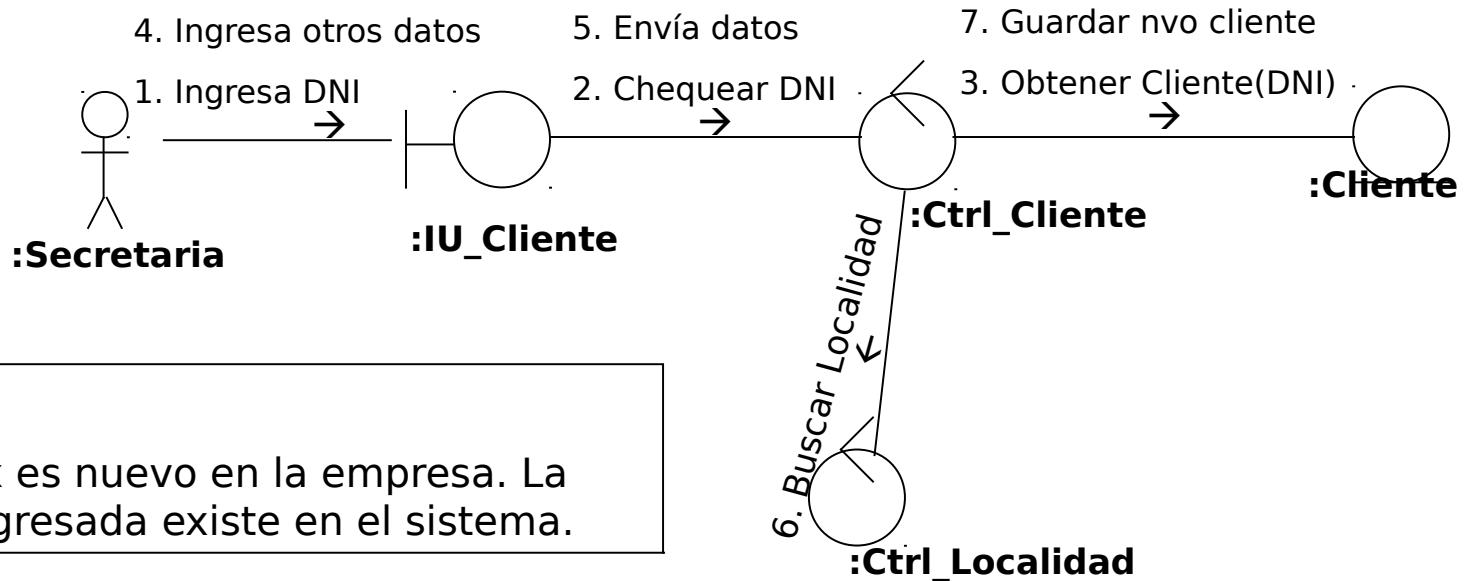 4. Ingresa otros datos
1. Ingresa DNI
→
5. Envía datos
2. Chequear DNI
→
7. Guardar nvo cliente
3. Obtener Cliente(DNI)
→
:Secretaria
:IU_Cliente
:Ctrl_Cliente
:Cliente
6. Buscar Localidad
→
:Ctrl_Localidad
es nuevo en la empresa. La
gresada existe en el sistema.